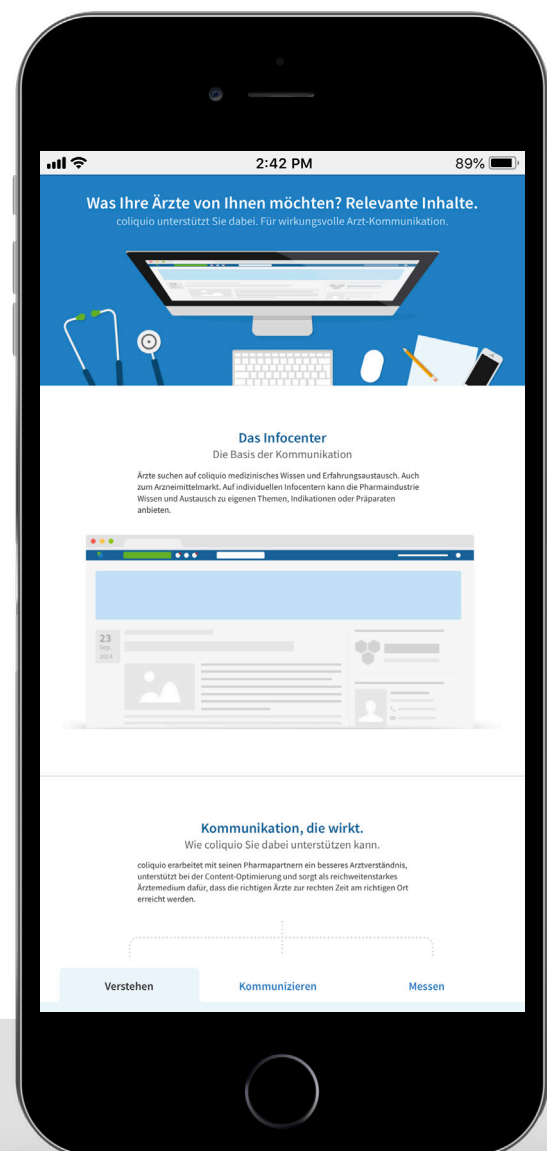 2:42 PM
89%
Was Ihre Ärzte von Ihnen möchten? Relevante Inhalte.
coliquio unterstützt Sie dabei. Für wirkungsvolle Arzt-Kommunikation.
Das Infocenter
Die Basis der Kommunikation
Ärzte suchen auf coliquio medizinisches Wissen und Erfahrungsaustausch. Auch
zum Arzneimittelmarkt. Auf individuellen Infocentern kann die Pharmaindustrie
Wissen und Austausch zu eigenen Themen, Indikationen oder Präparaten
anbieten.
23
Sep.
2014
Kommunikation, die wirkt.
Wie coliquio Sie dabei unterstützen kann.
coliquio erarbeitet mit seinen Pharmapartnern ein besseres Arztverständnis,
unterstützt bei der Content-Optimierung und sorgt als reichweitenstarkes
Ärztemedium dafür, dass die richtigen Ärzte zur rechten Zeit am richtigen Ort
erreicht werden.
Verstehen Kommunizieren Messen